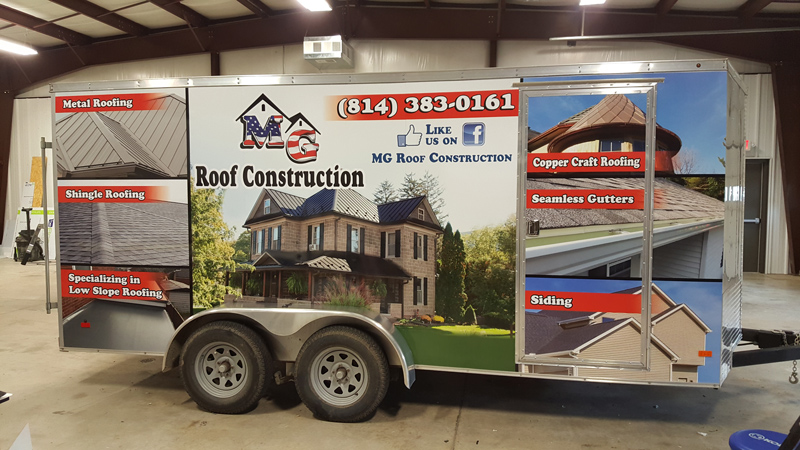 Metal Roofing
Shingle Roofing
Specializing in
Low Slope Roofing
MG
Roof Construction
(814) 383-0161
Like
us on f
MG Roof Construction
Copper Craft Roofing
Seamless Gutters
Siding